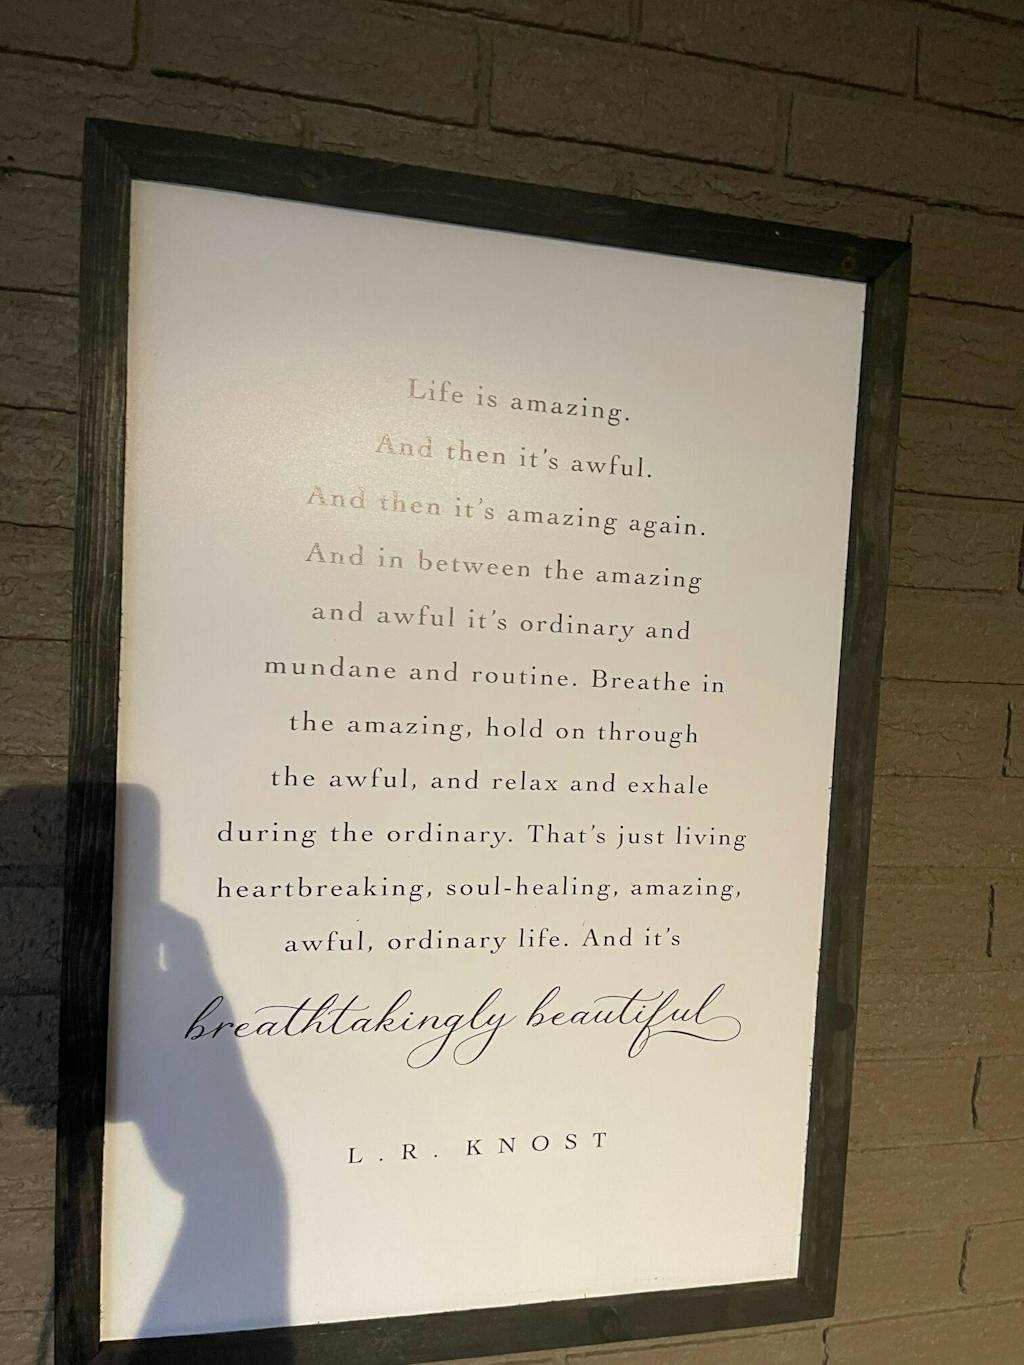 Life is amazing.
And then it's awful.
And then it's amazing again.
And in between the amazing
and awful it's ordinary and
mundane and routine. Breathe in
the amazing, hold on through
the awful, and relax and exhale
during the ordinary. That's just living
heartbreaking, soul-healing, amazing,
awful, ordinary life. And it's
breathtakingly beautiful
L.R. KNOST